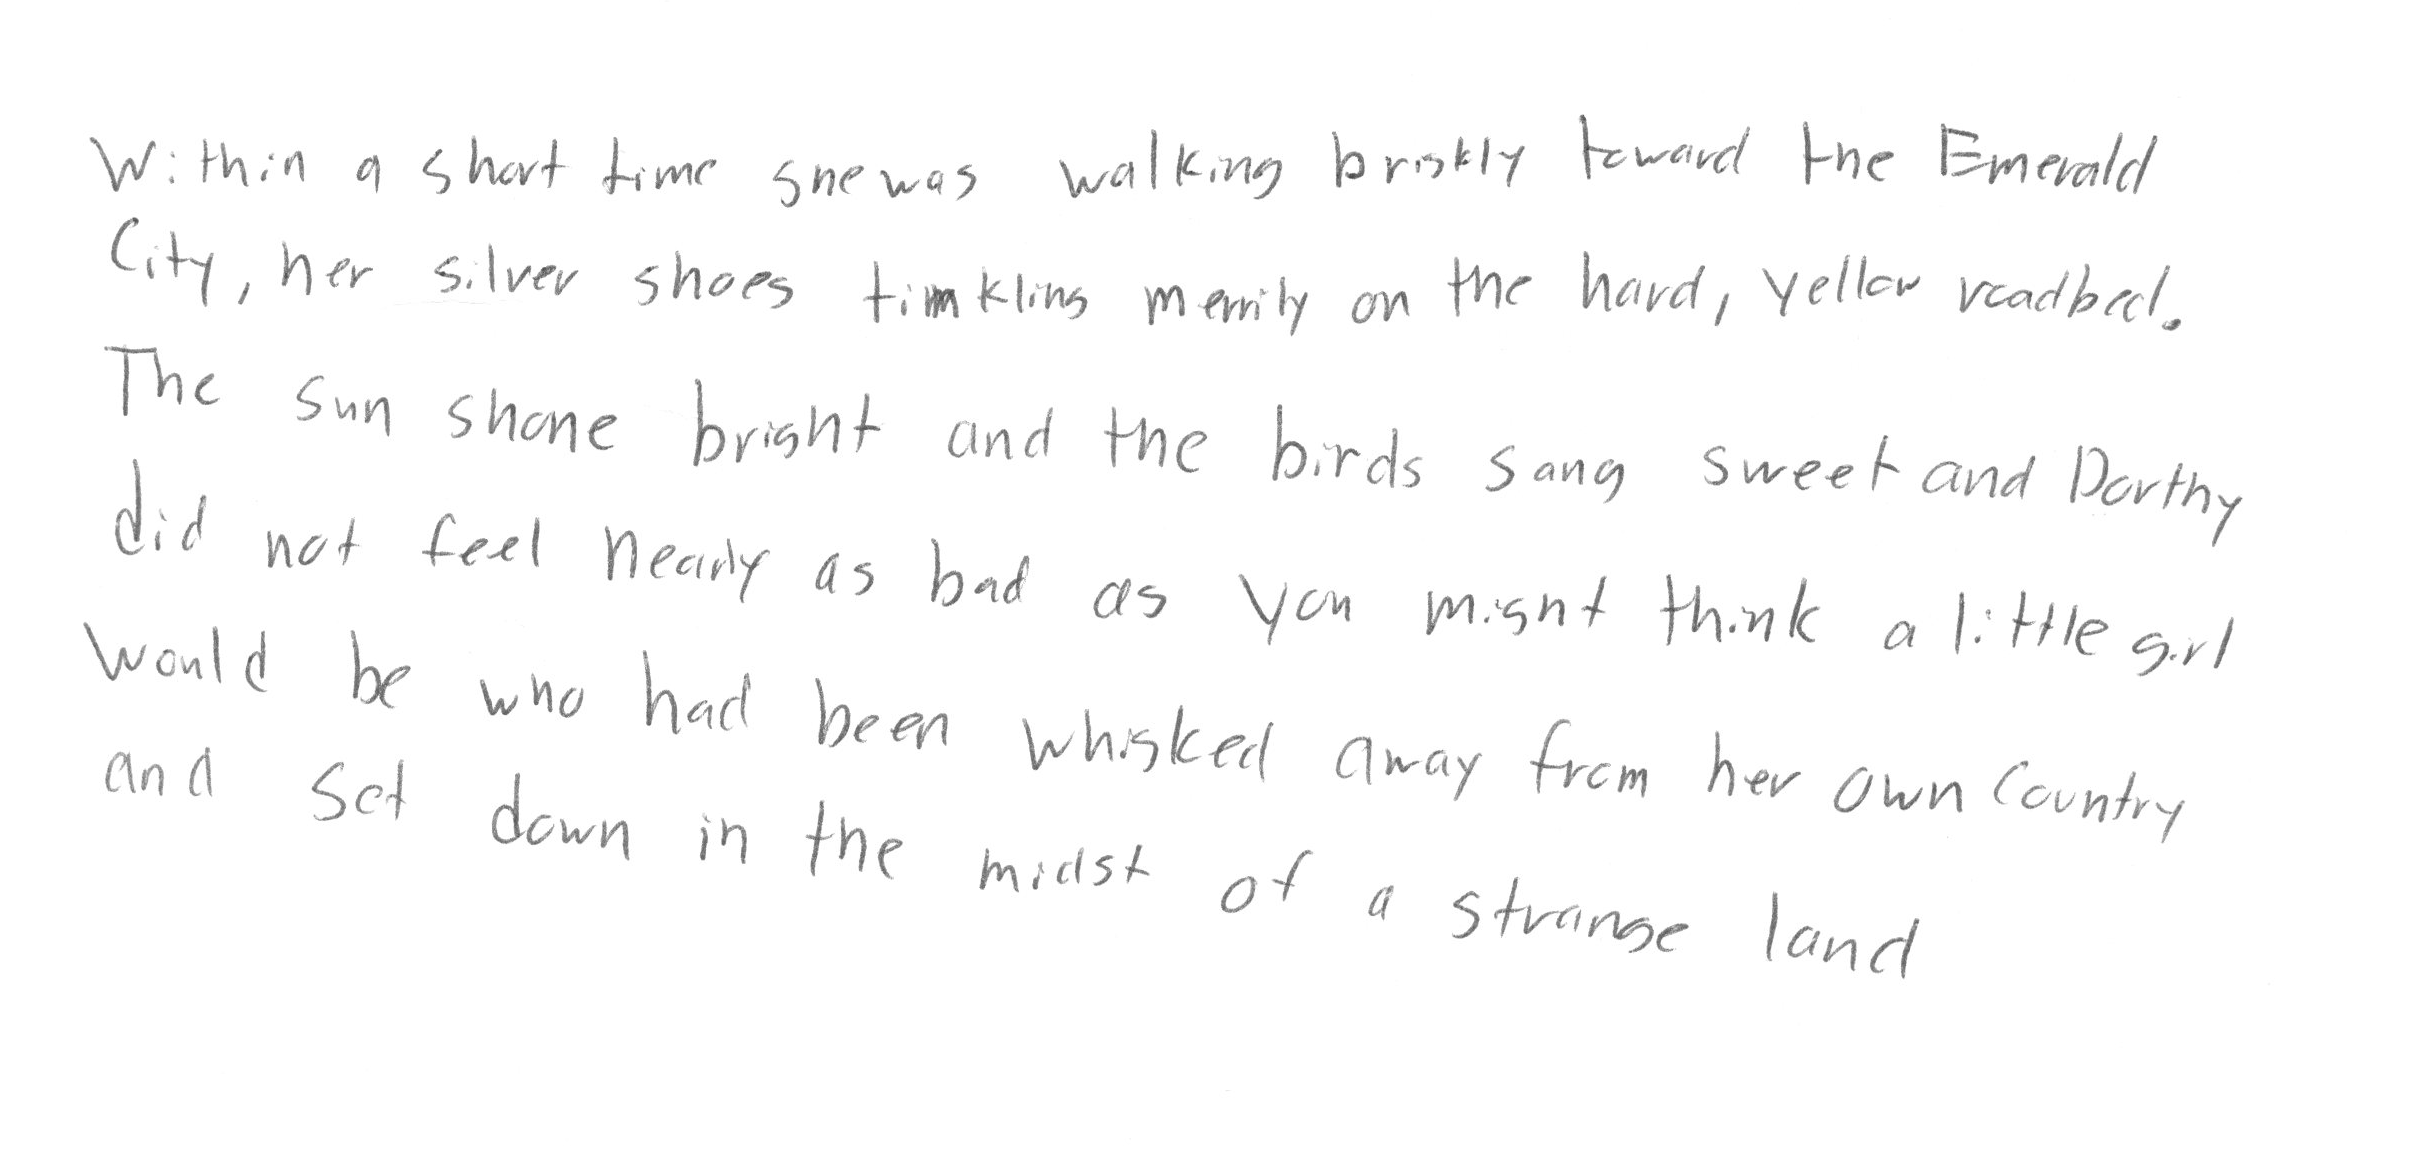 Within a short time she was walking briskly toward the Emerald
City, her silver shoes timkling merrily on the hard, yellow roadbed.
The sun shone bright and the birds sang sweet and Dorthy
did not feel nearly as bad as you might think a little girl
would be who had been whisked away from her own country
and set down in the midst of a strange land